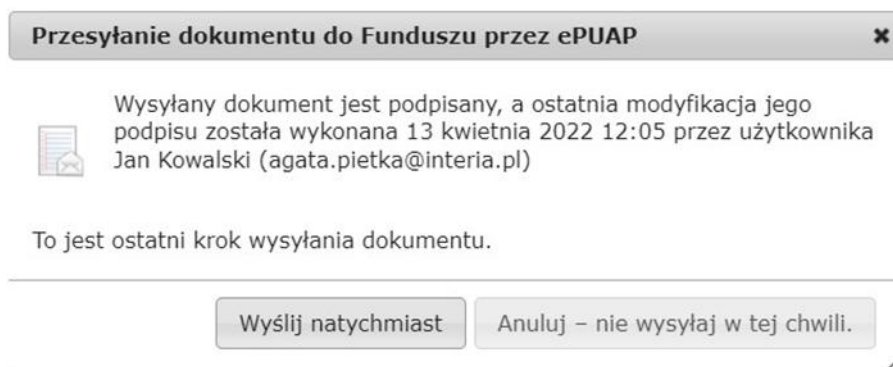 Przesyłanie dokumentu do Funduszu przez ePUAP
Wysyłany dokument jest podpisany, a ostatnia modyfikacja jego
podpisu została wykonana 13 kwietnia 2022 12:05 przez użytkownika
Jan Kowalski (agata.pietka@interia.pl)
To jest ostatni krok wysyłania dokumentu.
Wyślij natychmiast
Anuluj – nie wysyłaj w tej chwili.